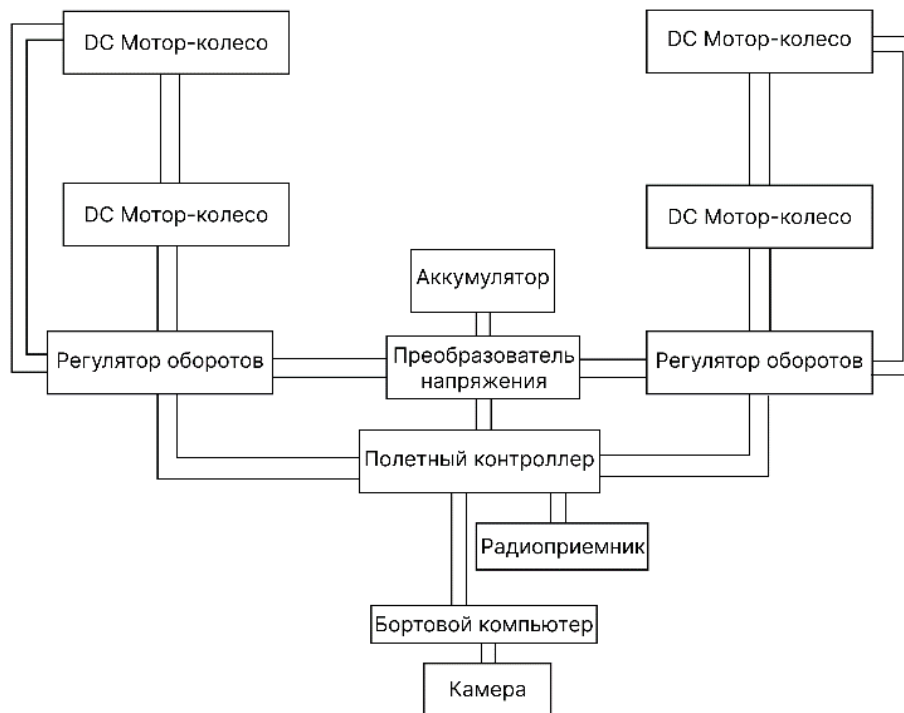 DC Мотор-колесо
DC Мотор-колесо
DC Мотор-колесо
DC Мотор-колесо
Аккумулятор
Регулятор оборотов
Преобразователь
напряжения
Регулятор оборотов
Полетный контроллер
Радиоприемник
Бортовой компьютер
Камера